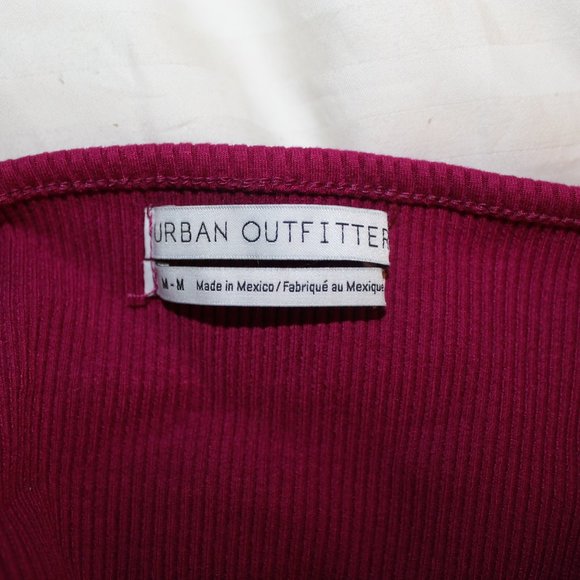 URBAN OUTFITTER
M-M Made in Mexico / Fabriqué au Mexique